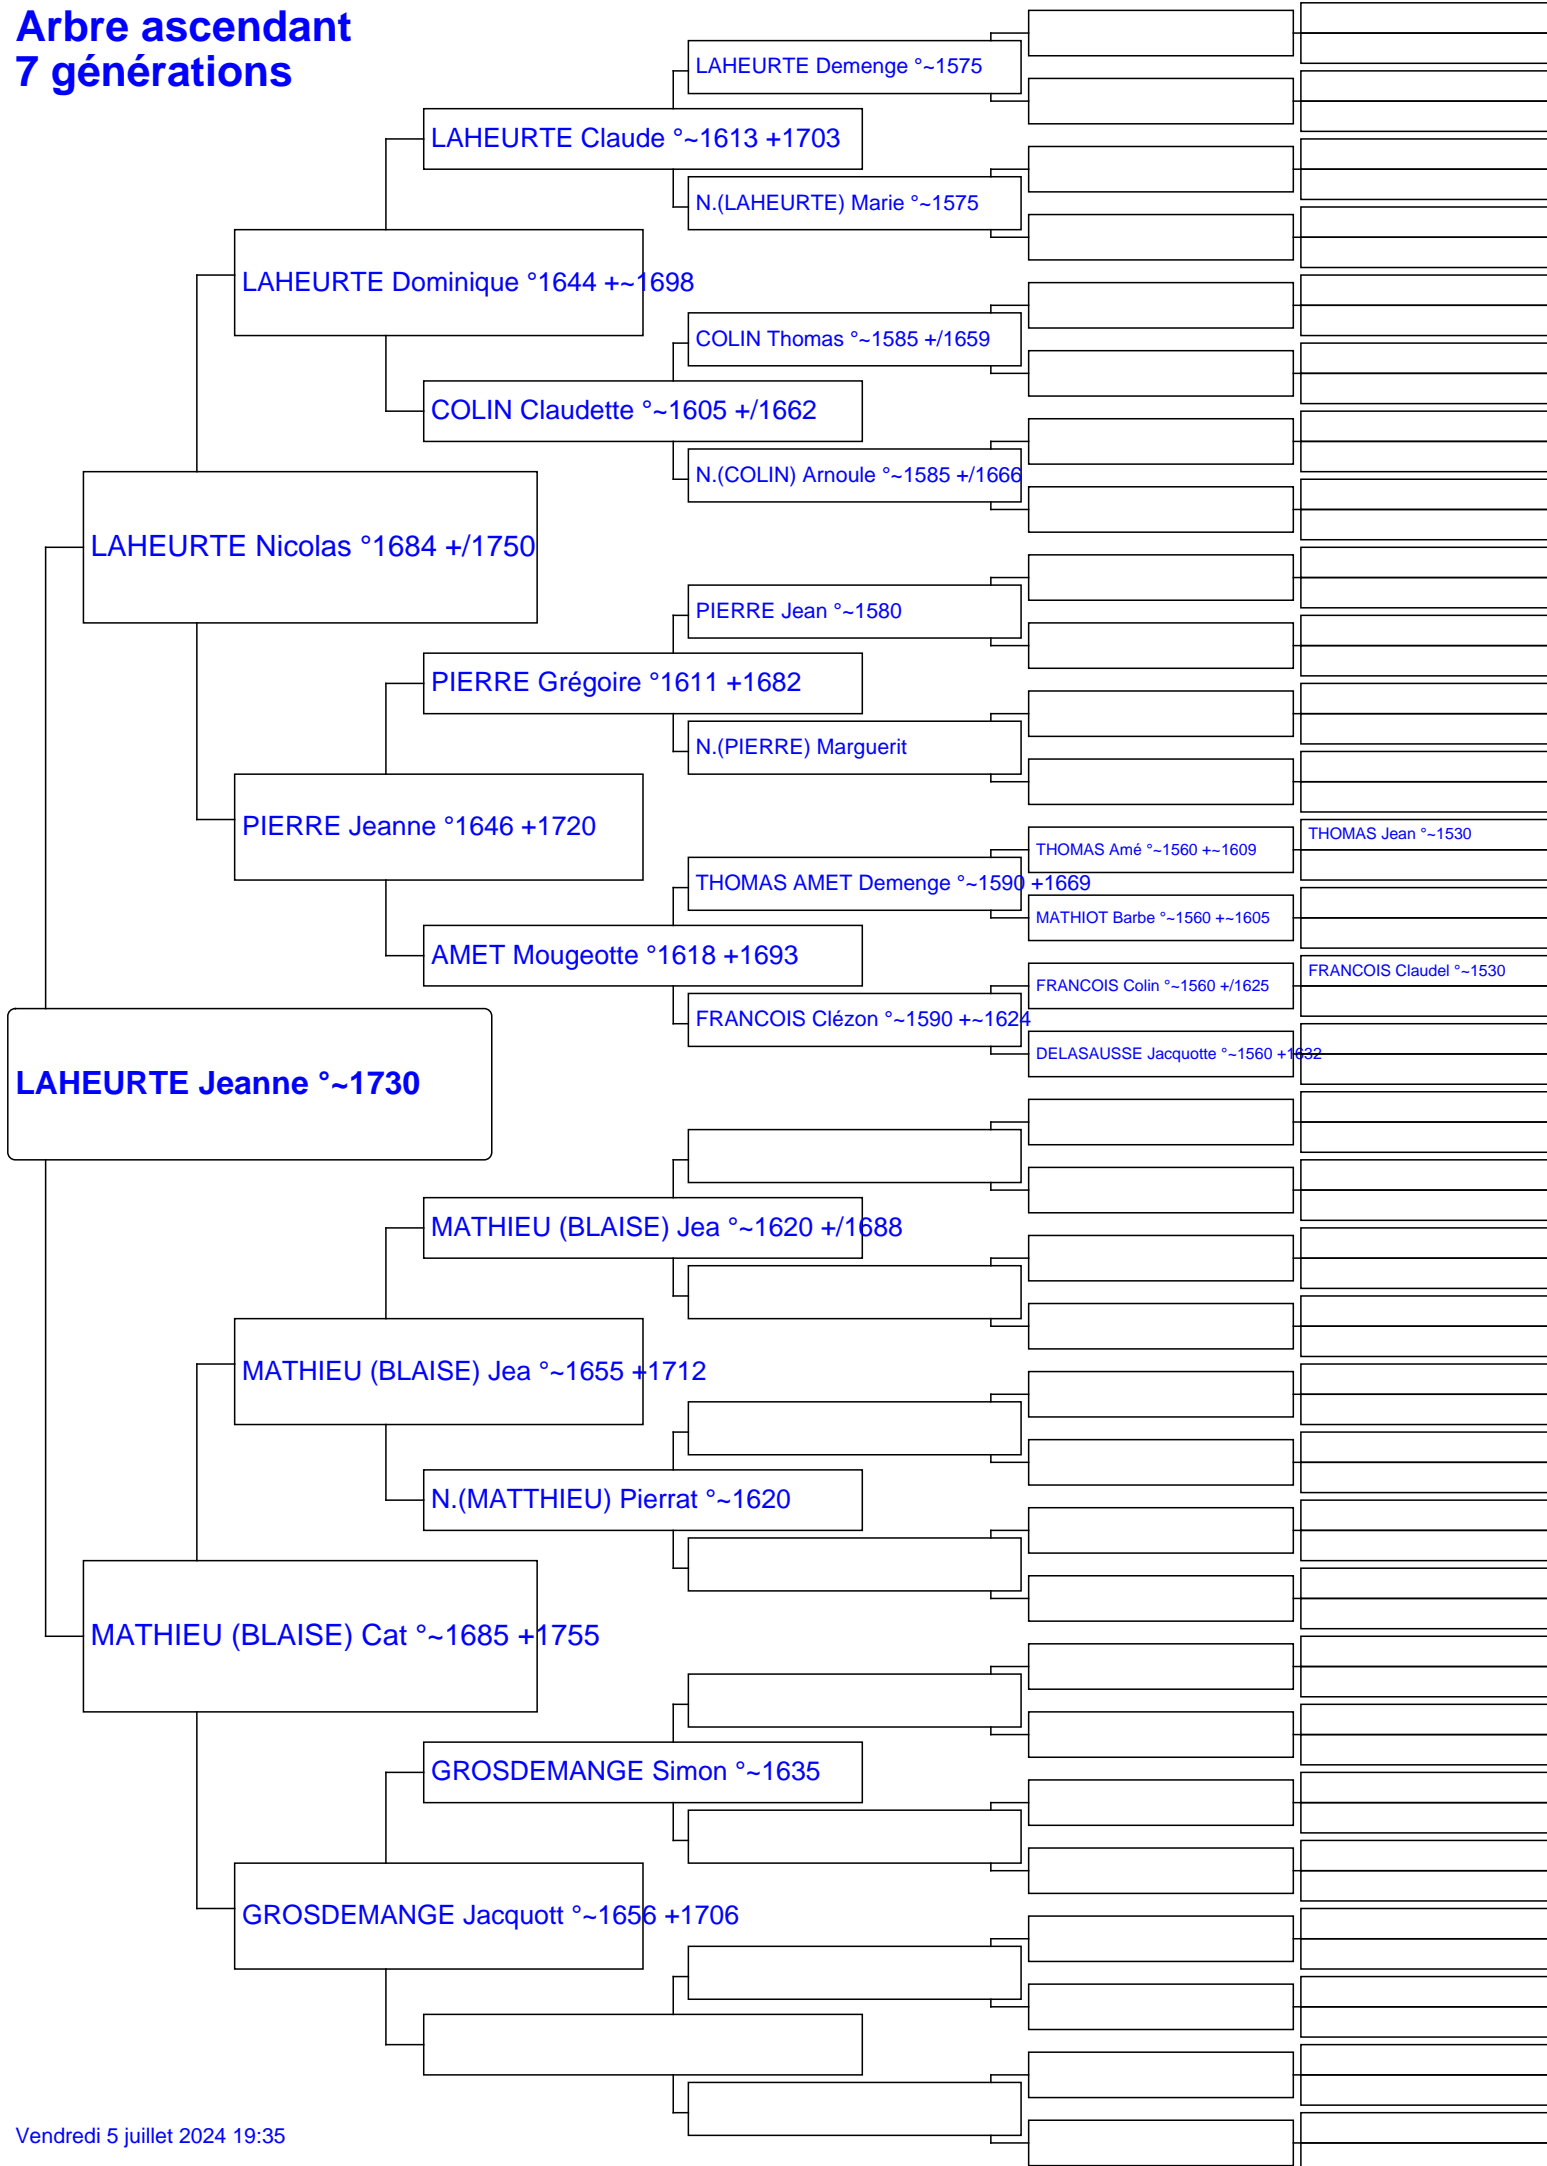 Arbre ascendant
7 générations
LAHEURTE Demenge °~1575
LAHEURTE Claude °~1613 +1703
N.(LAHEURTE) Marie °~1575
LAHEURTE Dominique °1644 +~1698
COLIN Thomas °~1585 +/1659
COLIN Claudette °~1605 +/1662
N.(COLIN) Arnoule °~1585 +/1666
LAHEURTE Nicolas °1684 +/1750
PIERRE Jean °~1580
PIERRE Grégoire °1611 +1682
N.(PIERRE) Marguerit
PIERRE Jeanne °1646 +1720
THOMAS Jean °~1530
THOMAS Amé °~1560 +~1609
THOMAS AMET Demenge °~1590 +1669
MATHIOT Barbe °~1560 +~1605
AMET Mougeotte °1618 +1693
FRANCOIS Claudel °~1530
FRANCOIS Colin °~1560 +/1625
FRANCOIS Clézon °~1590 +~1624
DELASAUSSE Jacquotte °~1560 +1632
LAHEURTE Jeanne °~1730
MATHIEU (BLAISE) Jea °~1620 +/1688
MATHIEU (BLAISE) Jea °~1655 +1712
N.(MATTHIEU) Pierrat °~1620
MATHIEU (BLAISE) Cat °~1685 +1755
GROSDEMANGE Simon °~1635
GROSDEMANGE Jacquott °~1656 +1706
Vendredi 5 juillet 2024 19:35